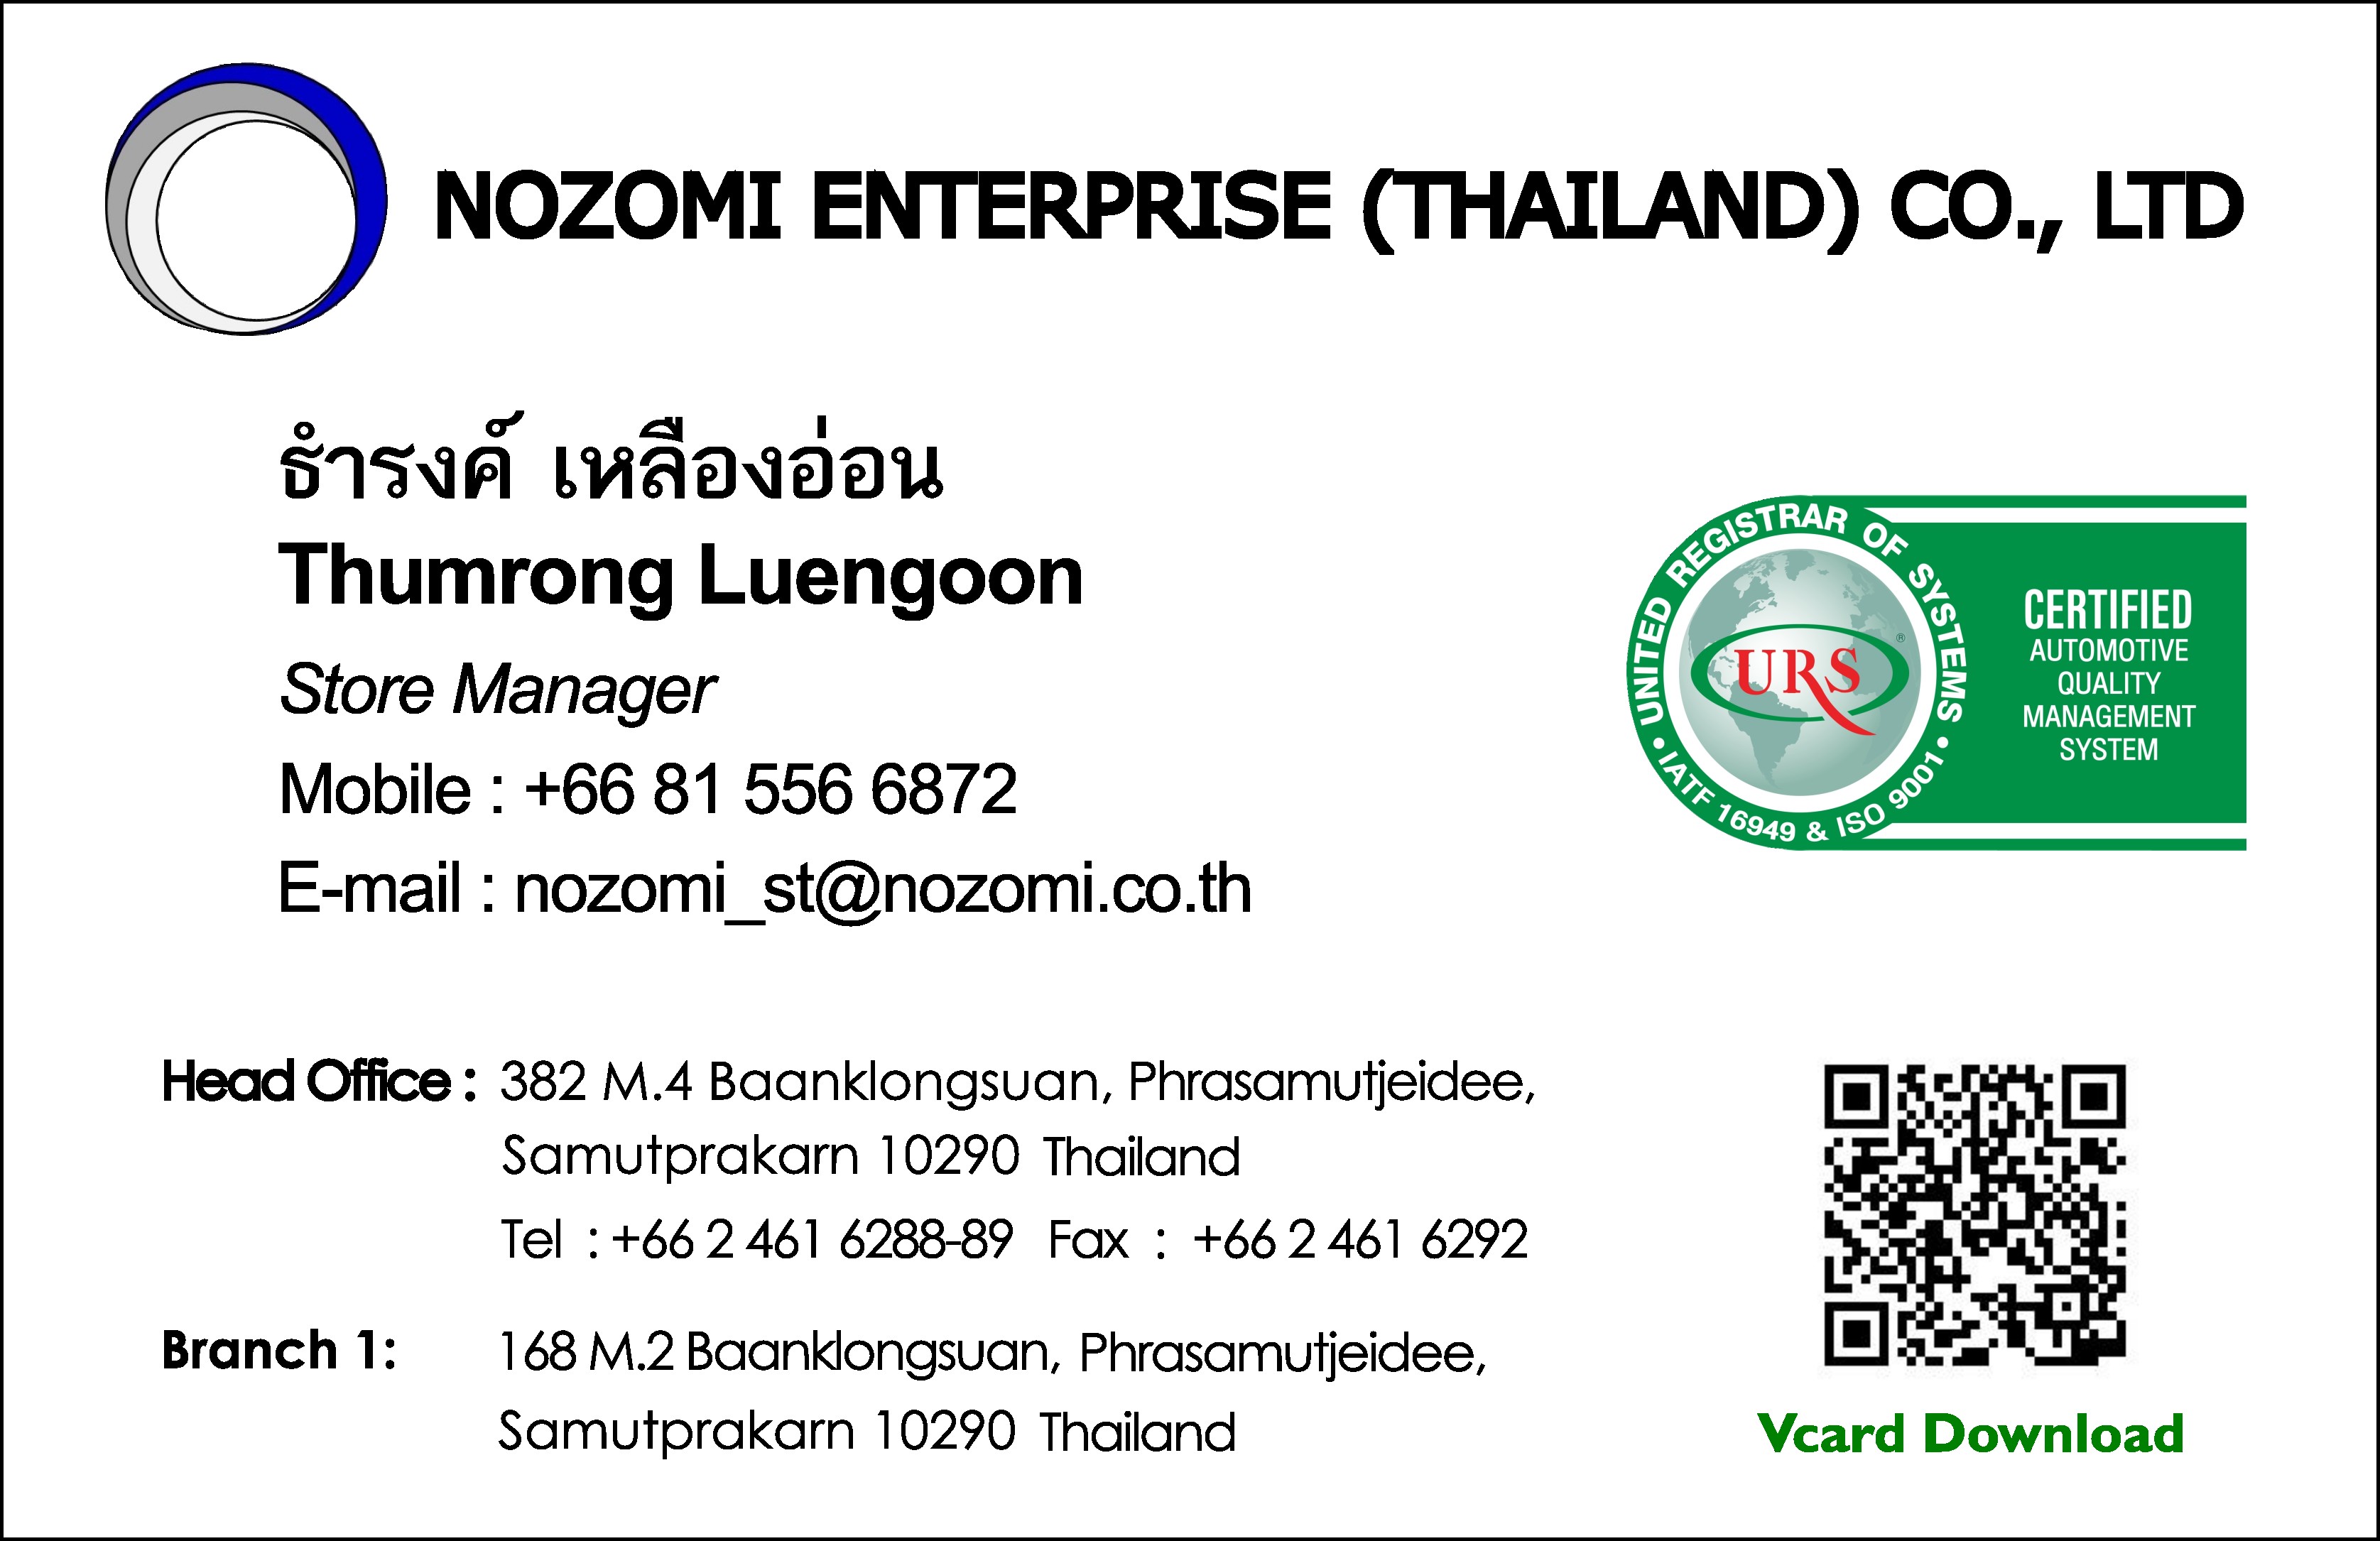 NOZOMI ENTERPRISE (THAILAND) CO., LTD
ธำรงค์ เหลืองอ่อน
Thumrong Luengoon
Store Manager
Mobile : +66 81 556 6872
E-mail : nozomi_st@nozomi.co.th
UNITED REGISTRAR OF SYSTEMS
• IATF 16949 & ISO 9001 •
URS ®
CERTIFIED
AUTOMOTIVE
QUALITY
MANAGEMENT
SYSTEM
Head Office : 382 M.4 Baanklongsuan, Phrasamutjeidee,
Samutprakarn 10290 Thailand
Tel : +66 2 461 6288-89 Fax : +66 2 461 6292
Branch 1: 168 M.2 Baanklongsuan, Phrasamutjeidee,
Samutprakarn 10290 Thailand
Vcard Download